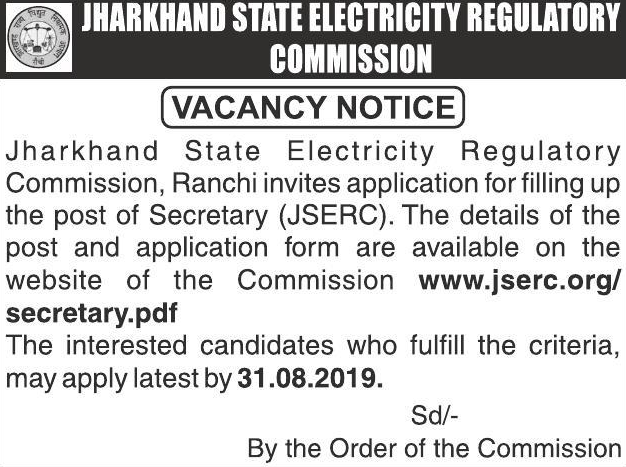 JHARKHAND STATE ELECTRICITY REGULATORY
COMMISSION
VACANCY NOTICE
Jharkhand State Electricity Regulatory
Commission, Ranchi invites application for filling up
the post of Secretary (JSERC). The details of the
post and application form are available on the
website of the Commission www.jserc.org/
secretary.pdf
The interested candidates who fulfill the criteria,
may apply latest by 31.08.2019.
Sd/-
By the Order of the Commission